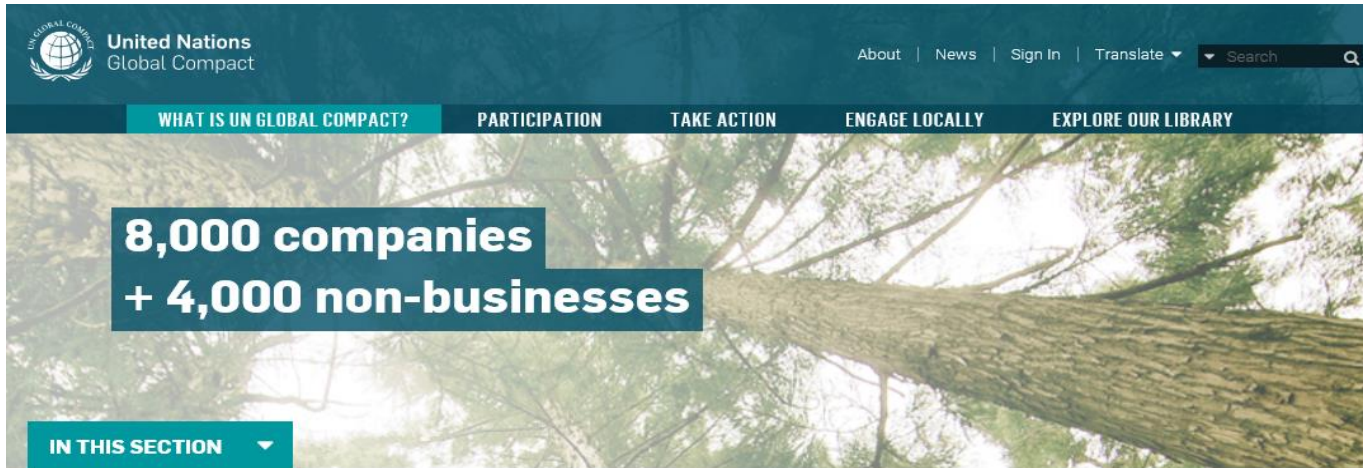 UN GLOBAL COMPACT
United Nations
Global Compact
About | News | Sign In | Translate
Search
WHAT IS UN GLOBAL COMPACT? PARTICIPATION TAKE ACTION ENGAGE LOCALLY EXPLORE OUR LIBRARY
8,000 companies
+ 4,000 non-businesses
IN THIS SECTION